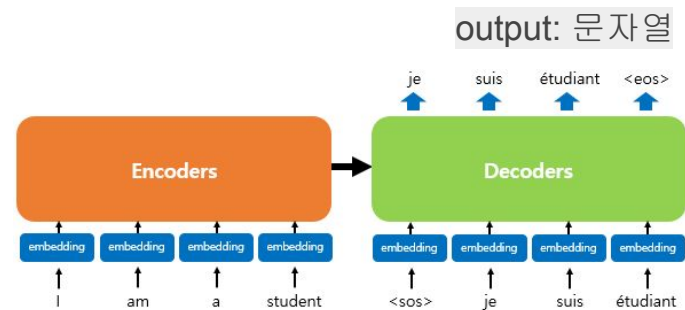 output: 문자열
je suis étudiant <eos>
Encoders
Decoders
embedding embedding embedding embedding
embedding embedding embedding embedding
I am a student
<sos> je suis étudiant